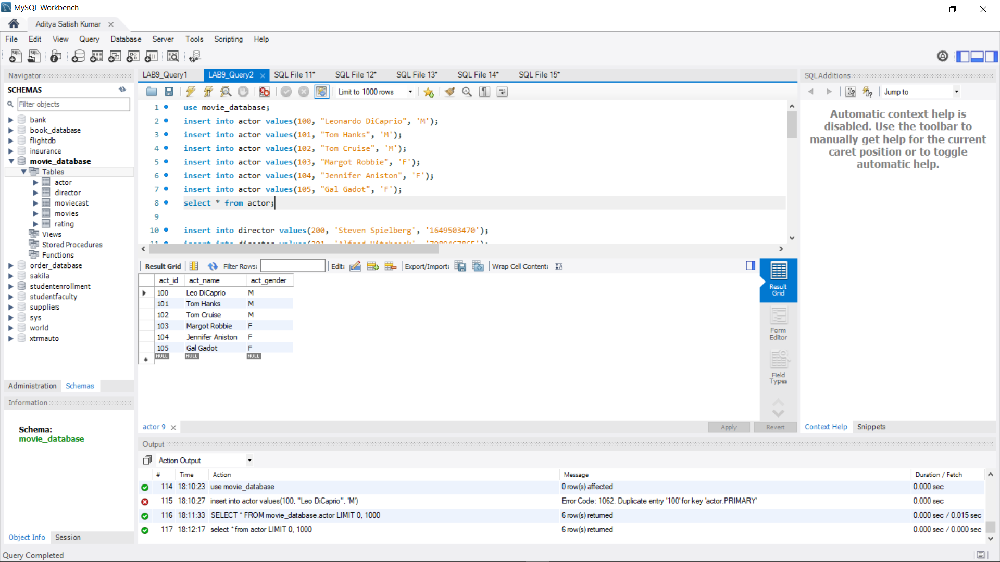 MySQL Workbench
Aditya Satish Kumar
File Edit View Query Database Server Tools Scripting Help
Navigator
SCHEMAS
Filter objects
bank
book_database
flightdb
insurance
movie_database
Tables
actor
director
moviecast
movies
rating
Views
Stored Procedures
Functions
order_database
sakila
studentenrollment
studentfaculty
suppliers
sys
world
xtrmauto
Administration Schemas
Information
Schema:
movie_database
Object Info Session
Query Completed
LAB9_Query1 LAB9_Query2 SQL File 11* SQL File 12* SQL File 13* SQL File 14* SQL File 15*
Limit to 1000 rows
1 use movie_database;
2 insert into actor values(100, "Leonardo DiCaprio", 'M');
3 insert into actor values(101, "Tom Hanks", 'M');
4 insert into actor values(102, "Tom Cruise", 'M');
5 insert into actor values(103, "Margot Robbie", 'F');
6 insert into actor values(104, "Jennifer Aniston", 'F');
7 insert into actor values(105, "Gal Gadot", 'F');
8 select * from actor;
9
10 insert into director values(200, 'Steven Spielberg', '1649503470');
Result Grid Filter Rows: Edit: Export/Import: Wrap Cell Content:
act_id act_name act_gender
100 Leo DiCaprio M
101 Tom Hanks M
102 Tom Cruise M
103 Margot Robbie F
104 Jennifer Aniston F
105 Gal Gadot F
NULL NULL NULL
Result
Grid
Form
Editor
Field
Types
actor 9
Apply Revert
SQLAdditions
Jump to
Automatic context help is
disabled. Use the toolbar to
manually get help for the current
caret position or to toggle
automatic help.
Context Help Snippets
Output
Action Output
# Time Action Message Duration / Fetch
114 18:10:23 use movie_database 0 row(s) affected 0.000 sec
115 18:10:27 insert into actor values(100, "Leo DiCaprio", 'M') Error Code: 1062. Duplicate entry '100' for key 'actor.PRIMARY' 0.000 sec
116 18:11:33 SELECT * FROM movie_database.actor LIMIT 0, 1000 6 row(s) returned 0.000 sec / 0.015 sec
117 18:12:17 select * from actor LIMIT 0, 1000 6 row(s) returned 0.000 sec / 0.000 sec